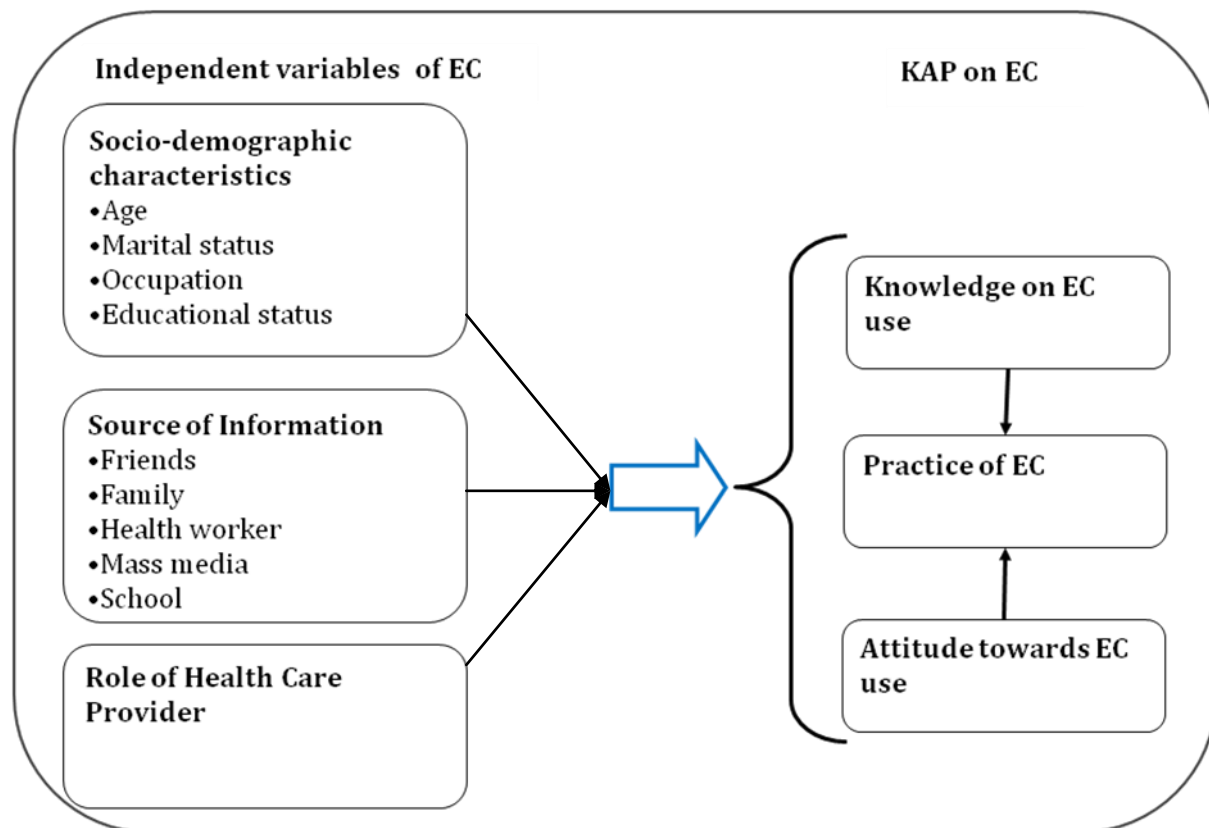 Independent variables of EC
Socio-demographic
characteristics
•Age
•Marital status
•Occupation
•Educational status
Source of Information
•Friends
•Family
•Health worker
•Mass media
•School
Role of Health Care
Provider
KAP on EC
Knowledge on EC
use
Practice of EC
Attitude towards EC
use